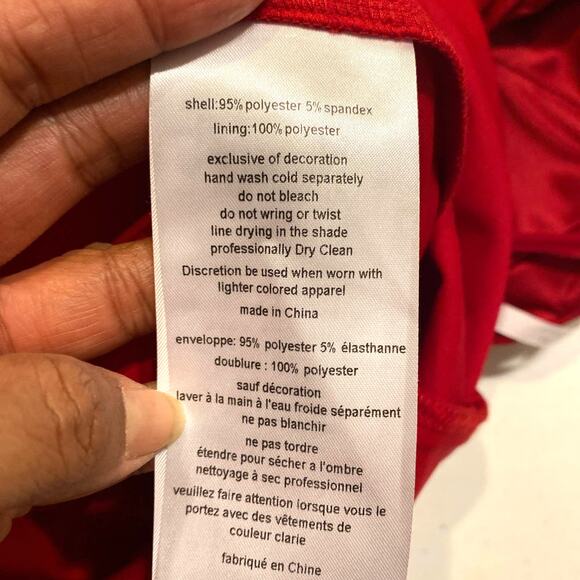 shell:95% polyester 5% spandex
lining:100% polyester
exclusive of decoration
hand wash cold separately
do not bleach
do not wring or twist
line drying in the shade
professionally Dry Clean
Discretion be used when worn with
lighter colored apparel
made in China
enveloppe: 95% polyester 5% élasthanne
doublure : 100% polyester
sauf décoration
laver à la main à l'eau froide séparément
ne pas blanchir
ne pas tordre
étendre pour sécher a l'ombre
nettoyage à sec professionnel
veuillez faire attention lorsque vous le
portez avec des vêtements de
couleur clarie
fabriqué en Chine